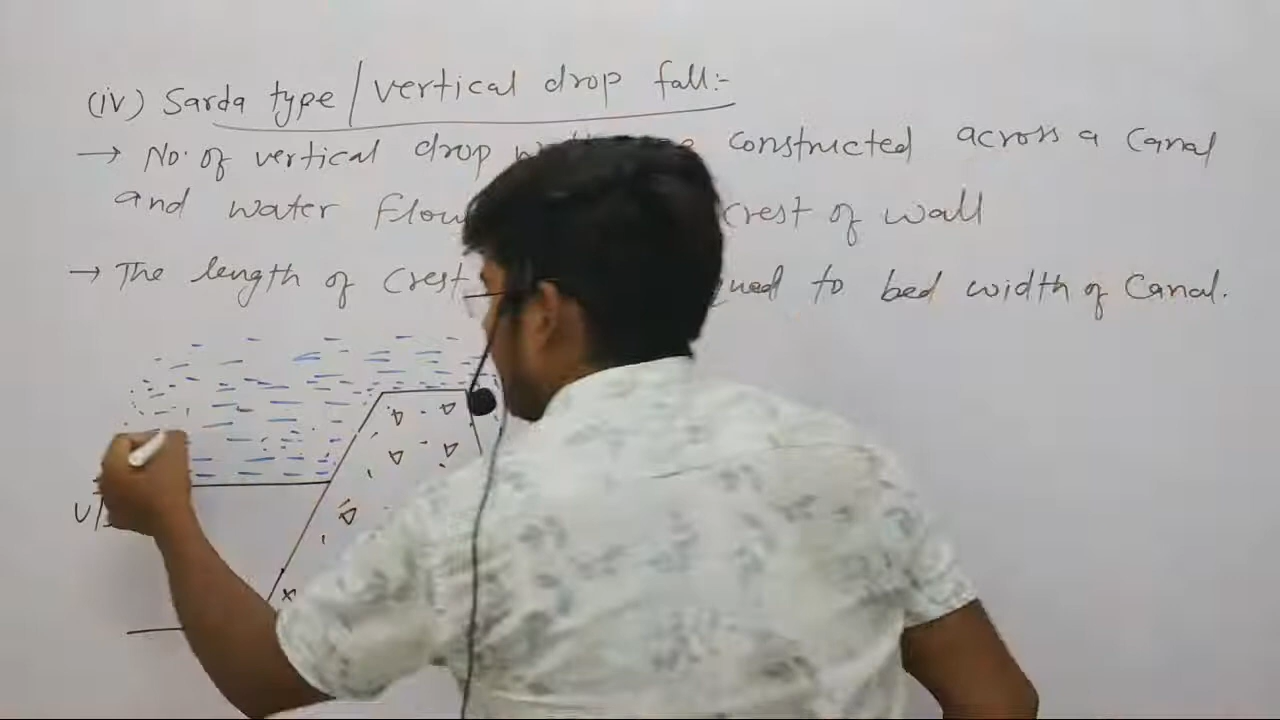 (iv) Sarda type / vertical drop fall:-
→ No. of vertical drop constructed across a Canal
and water flow crest of wall
→ The length of Crest to bed width of Canal.
U/